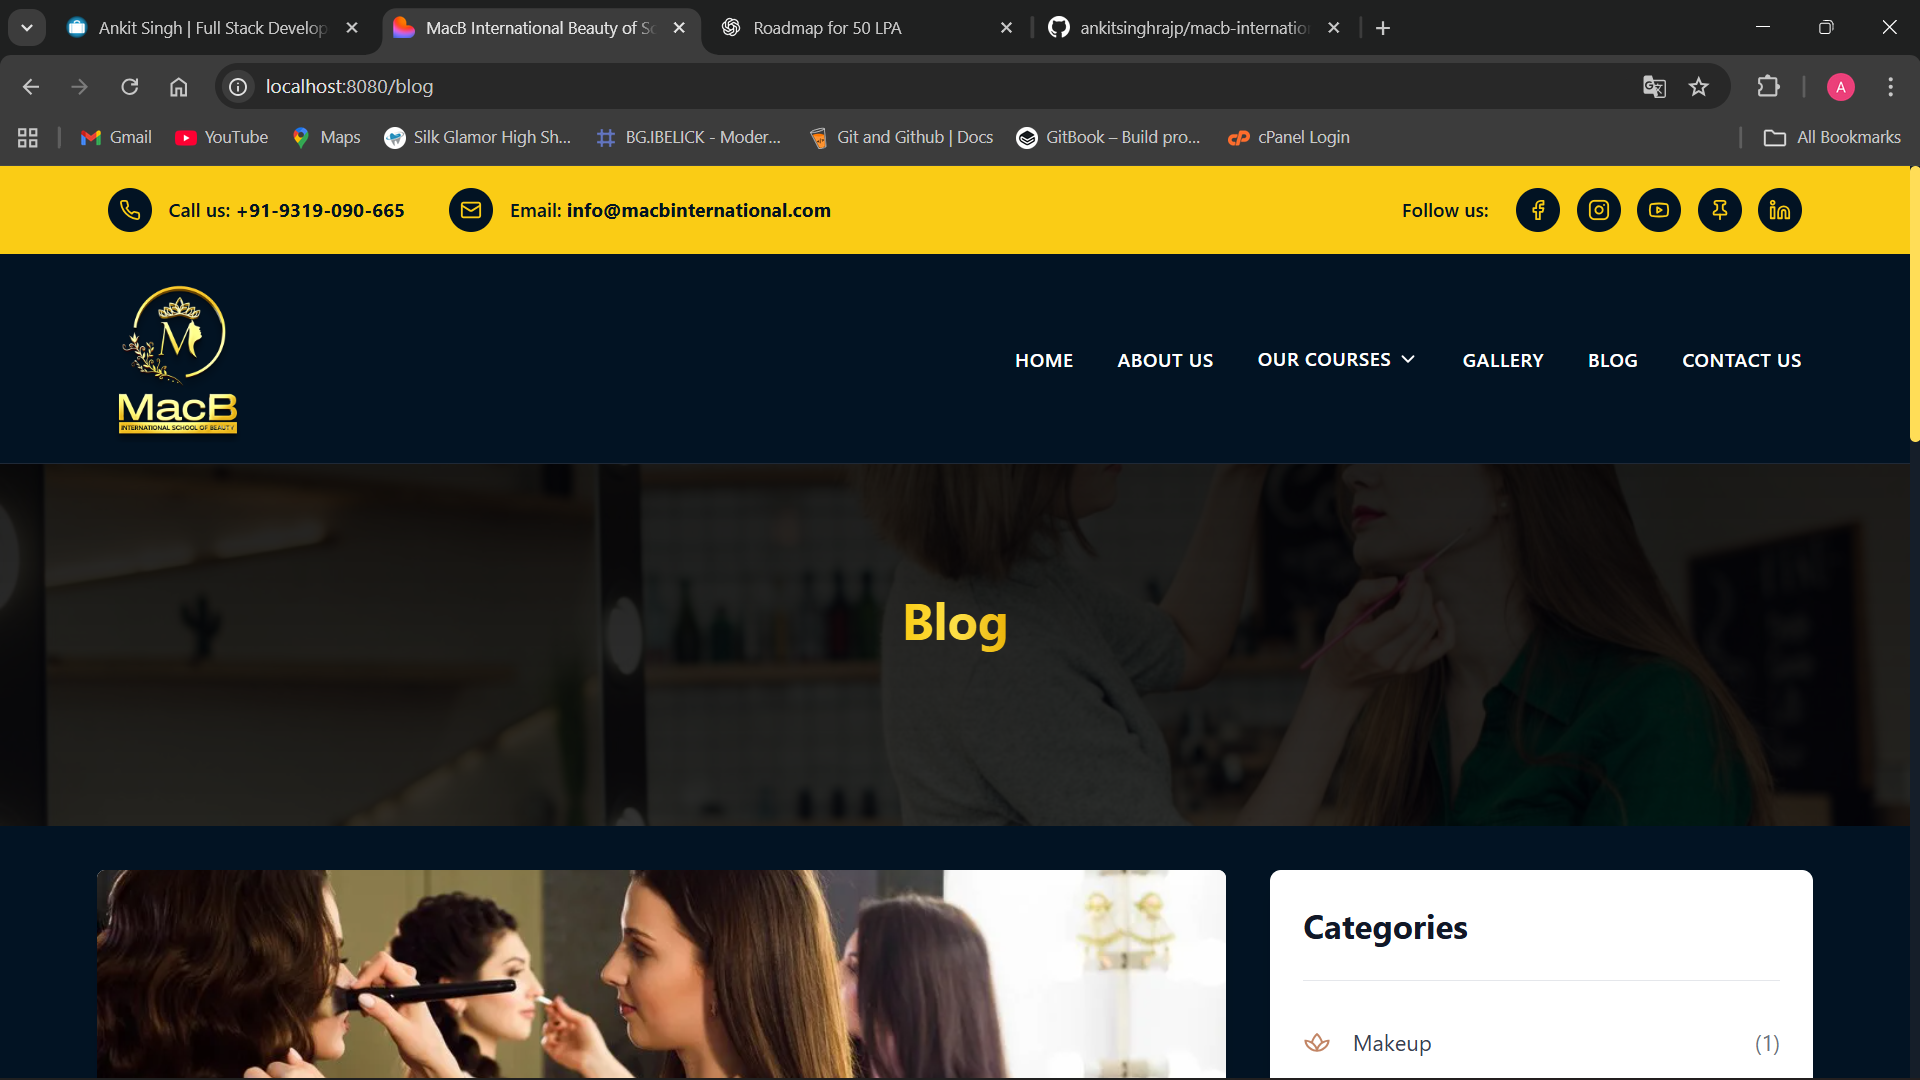 Ankit Singh | Full Stack Develop
MacB International Beauty of Sc
Roadmap for 50 LPA
ankitsinghrajp/macb-internatio
localhost:8080/blog
A
Gmail
YouTube
Maps
Silk Glamor High Sh...
BG.IBELICK - Moder...
Git and Github | Docs
GitBook – Build pro...
cPanel Login
All Bookmarks
Call us: +91-9319-090-665
Email: info@macbinternational.com
Follow us:
M
MacB
INTERNATIONAL SCHOOL OF BEAUTY
HOME
ABOUT US
OUR COURSES
GALLERY
BLOG
CONTACT US
Blog
Categories
Makeup (1)